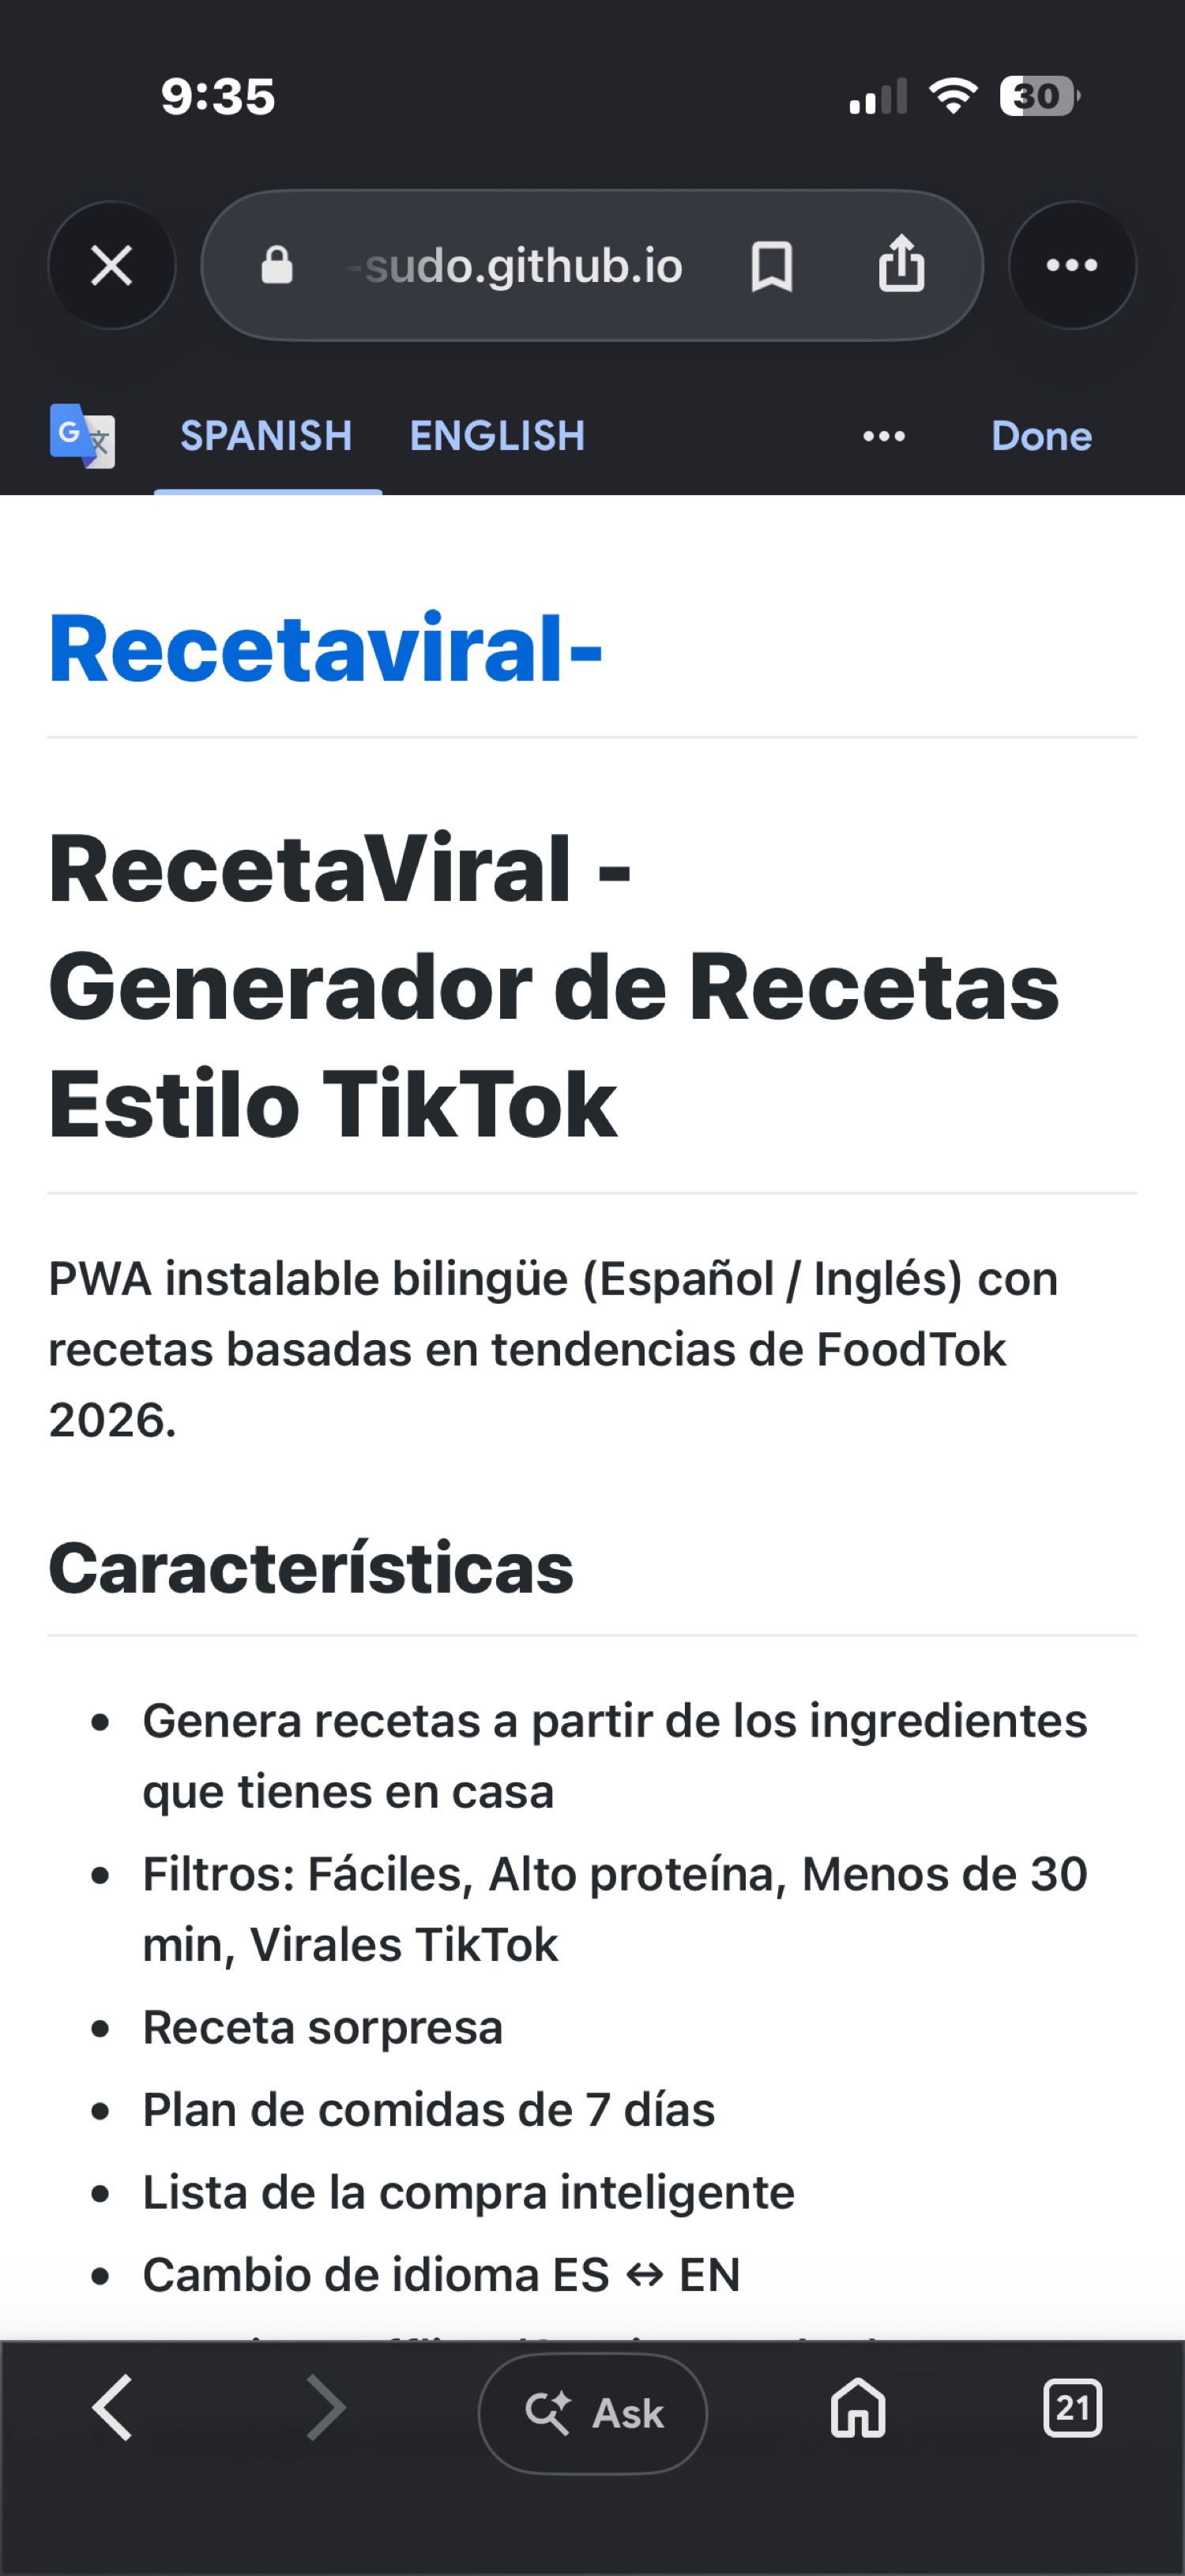 9:35
30
-sudo.github.io
G 文 SPANISH ENGLISH Done
Recetaviral-
RecetaViral -
Generador de Recetas
Estilo TikTok
PWA instalable bilingüe (Español / Inglés) con
recetas basadas en tendencias de FoodTok
2026.
Características
• Genera recetas a partir de los ingredientes
que tienes en casa
• Filtros: Fáciles, Alto proteína, Menos de 30
min, Virales TikTok
• Receta sorpresa
• Plan de comidas de 7 días
• Lista de la compra inteligente
• Cambio de idioma ES ↔ EN
Ask
21